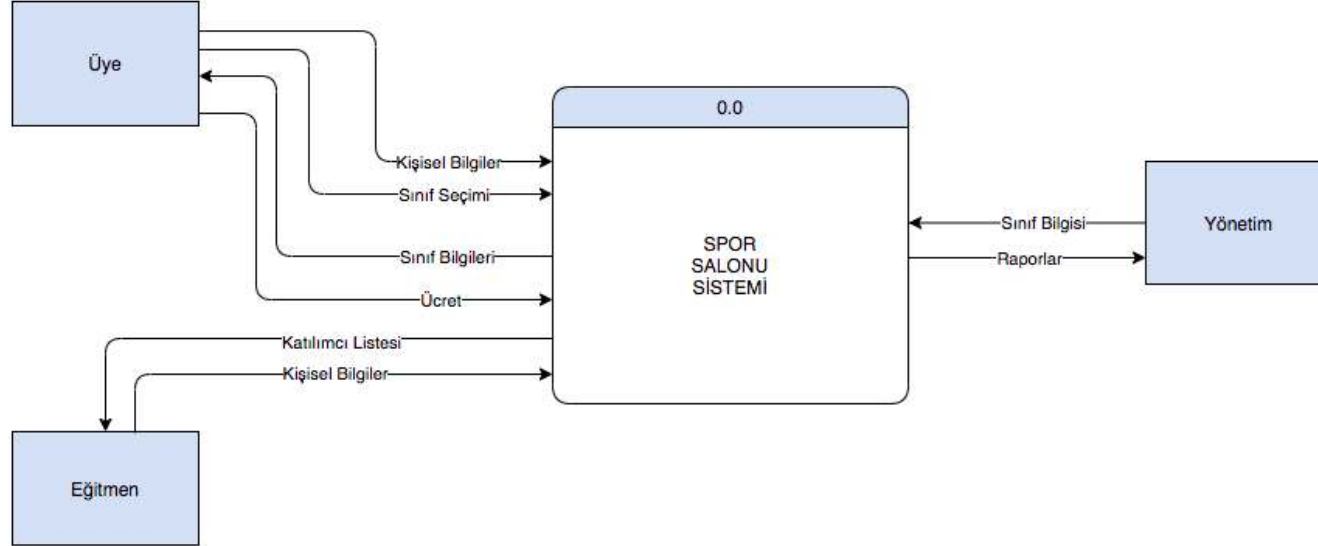 Üye
0.0
Kişisel Bilgiler
Sınıf Seçimi
SPOR
SALONU
SİSTEMİ
Sınıf Bilgisi
Yönetim
Sınıf Bilgileri
Raporlar
Ücret
Katılımcı Listesi
Kişisel Bilgiler
Eğitmen